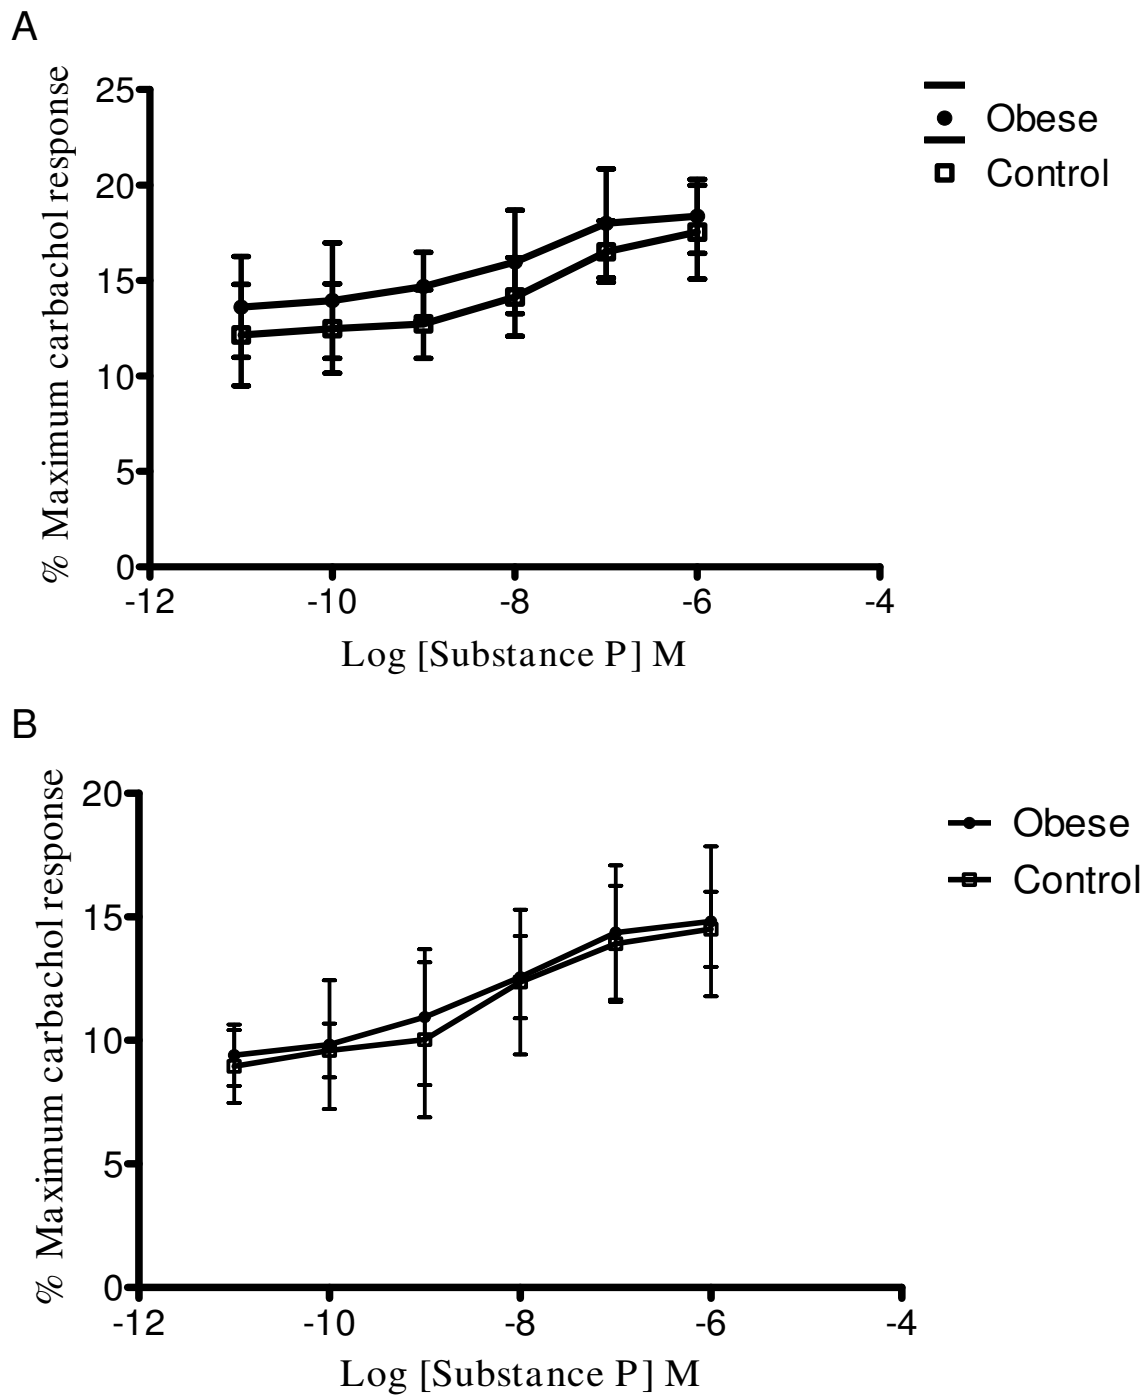 A
% Maximum carbachol response
25
20
15
10
5
0
-12 -10 -8 -6 -4
Log [Substance P] M
Obese
Control
B
% Maximum carbachol response
20
15
10
5
0
-12 -10 -8 -6 -4
Log [Substance P] M
Obese
Control